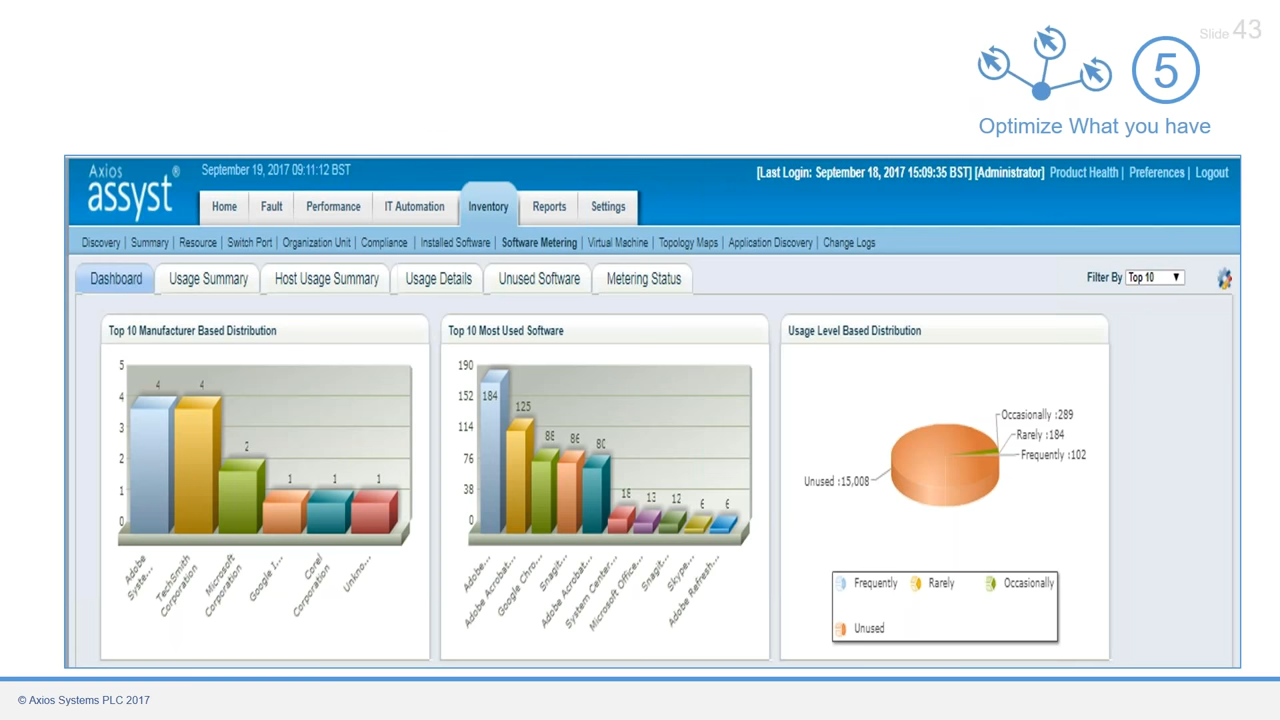 Slide 43
5
Optimize What you have
Axios
assyst®
September 19, 2017 09:11:12 BST
[Last Login: September 18, 2017 15:09:35 BST] [Administrator] Product Health | Preferences | Logout
Home Fault Performance IT Automation Inventory Reports Settings
Discovery | Summary | Resource | Switch Port | Organization Unit | Compliance | Installed Software | Software Metering | Virtual Machine | Topology Maps | Application Discovery | Change Logs
Dashboard Usage Summary Host Usage Summary Usage Details Unused Software Metering Status
Filter By Top 10
Top 10 Manufacturer Based Distribution
5
4
3
2
1
0
4 4 2 1 1 1
Adobe Syste...
TechSmith Corporation
Microsoft Corporation
Google I...
Corel Corporation
Unkno...
Top 10 Most Used Software
190
152
114
76
38
0
184 125 86 80 13 12 6 6
Adobe...
Adobe Acrobat...
Google Chro...
Snagit...
Adobe Acrobat...
System Center...
Microsoft Office...
Snagit...
Skype...
Adobe Refresh...
Usage Level Based Distribution
Occasionally :289
Rarely :184
Frequently :102
Unused :15,008
Frequently Rarely Occasionally
Unused
© Axios Systems PLC 2017